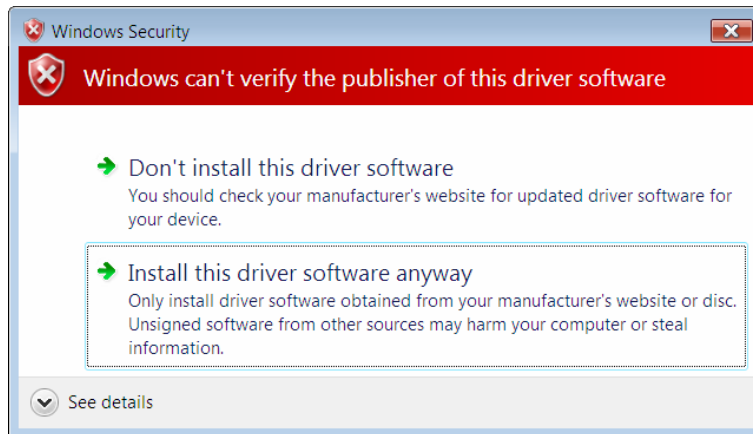 Windows Security
Windows can't verify the publisher of this driver software
Don't install this driver software
You should check your manufacturer's website for updated driver software for
your device.
Install this driver software anyway
Only install driver software obtained from your manufacturer's website or disc.
Unsigned software from other sources may harm your computer or steal
information.
See details